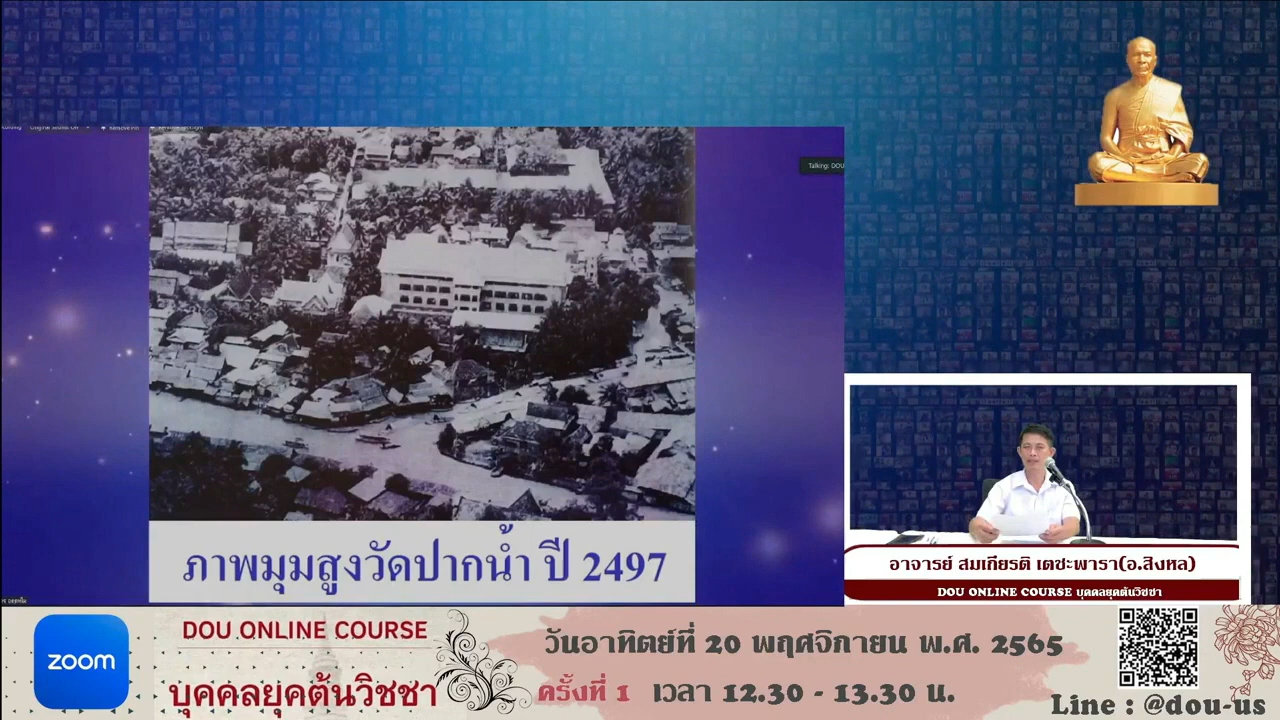 Talking: DOU
ภาพมุมสูงวัดปากน้ำ ปี 2497
อาจารย์ สมเกียรติ เตชะพารา(อ.สิงหล)
DOU ONLINE COURSE บุคคลยุคต้นวิชชา
zoom
DOU ONLINE COURSE
บุคคลยุคต้นวิชชา
วันอาทิตย์ที่ 20 พฤศจิกายน พ.ศ. 2565
ครั้งที่ 1 เวลา 12.30 - 13.30 น.
Line : @dou-us